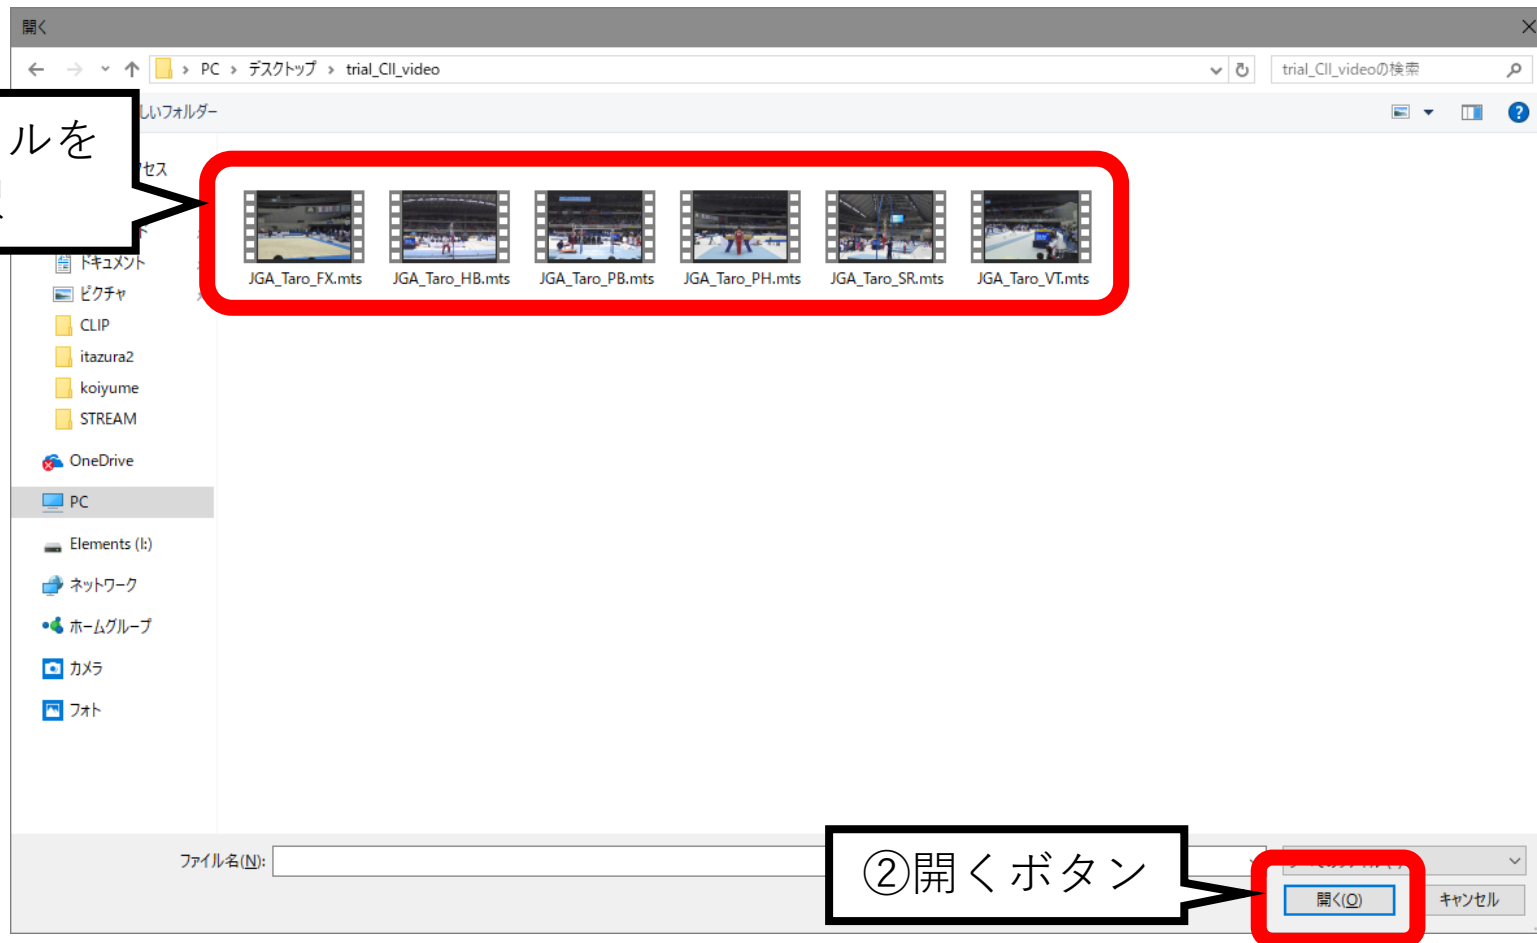 開く
PC › デスクトップ › trial_CII_video
trial_CII_videoの検索
しいフォルダー
ルを
セス
ドキュメント
ピクチャ
CLIP
itazura2
koiyume
STREAM
OneDrive
PC
Elements (I:)
ネットワーク
ホームグループ
カメラ
フォト
JGA_Taro_FX.mts
JGA_Taro_HB.mts
JGA_Taro_PB.mts
JGA_Taro_PH.mts
JGA_Taro_SR.mts
JGA_Taro_VT.mts
ファイル名(N):
②開くボタン
開く(O)
キャンセル